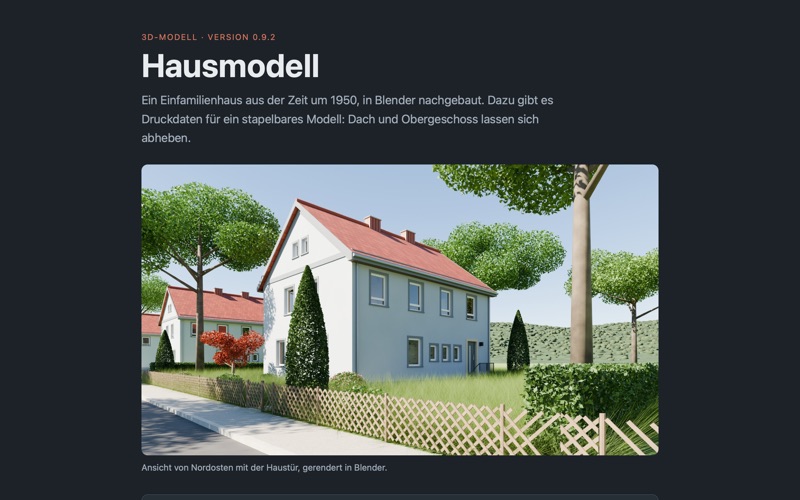 3D-MODELL · VERSION 0.9.2
Hausmodell
Ein Einfamilienhaus aus der Zeit um 1950, in Blender nachgebaut. Dazu gibt es
Druckdaten für ein stapelbares Modell: Dach und Obergeschoss lassen sich
abheben.
Ansicht von Nordosten mit der Haustür, gerendert in Blender.